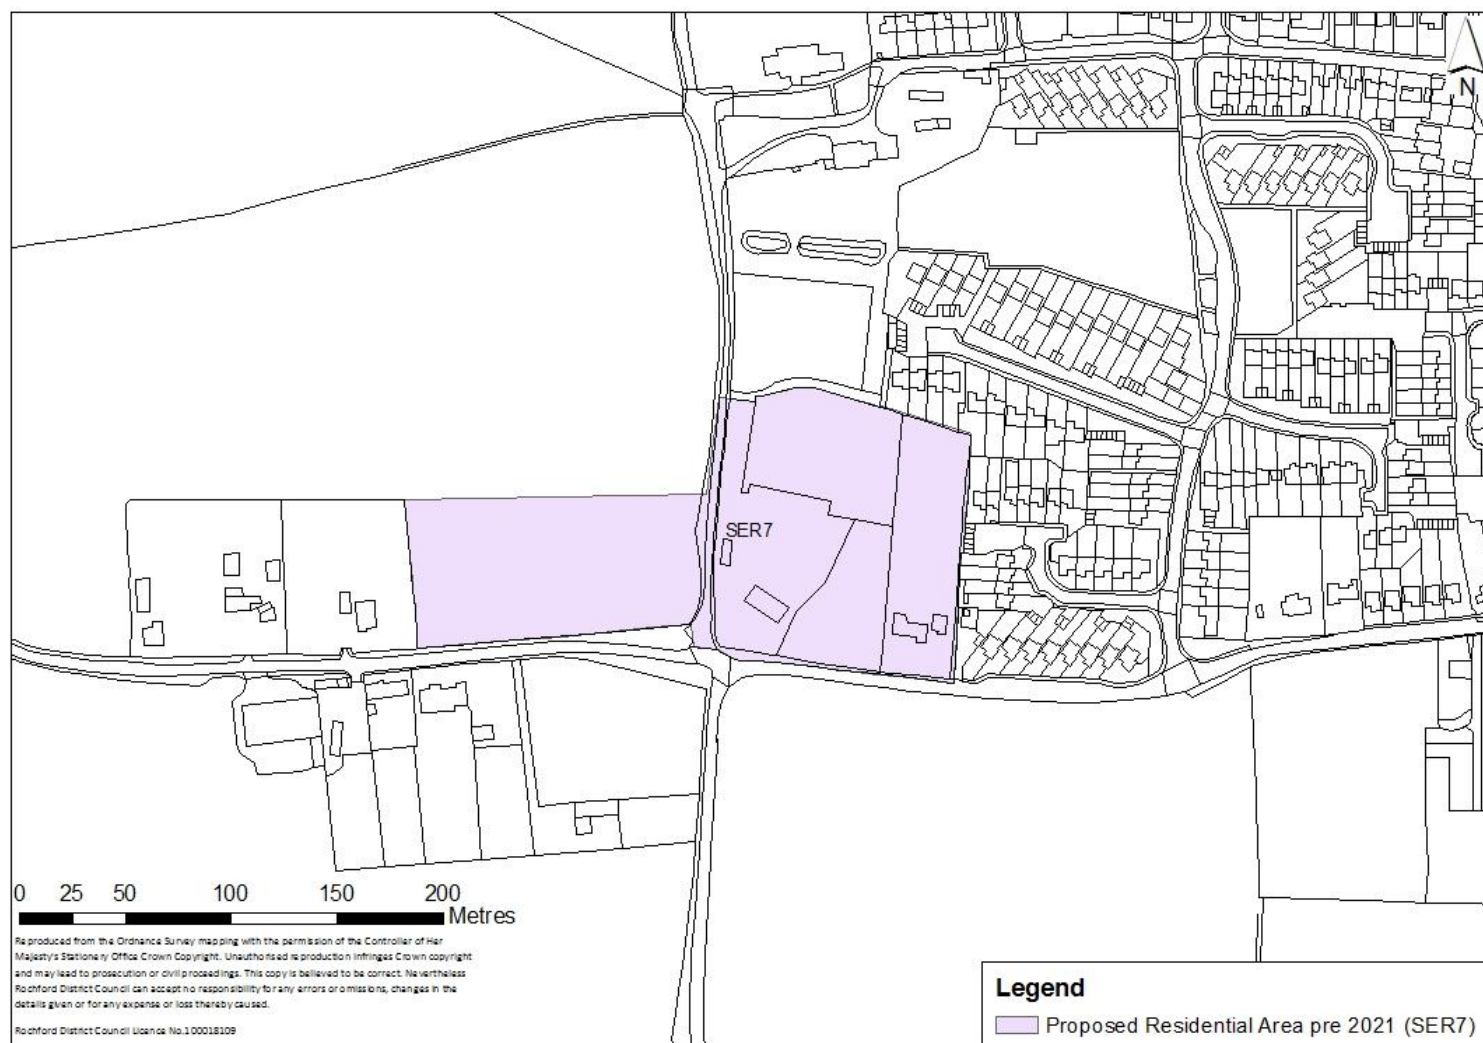 N
SER7
0 25 50 100 150 200
Metres
Reproduced from the Ordnance Survey mapping with the permission of the Controller of Her
Majesty's Stationery Office Crown Copyright. Unauthorised reproduction infringes Crown copyright
and may lead to prosecution or civil proceedings. This copy is believed to be correct. Nevertheless
Rochford District Council can accept no responsibility for any errors or omissions, changes in the
details given or for any expense or loss thereby caused.
Rochford District Council Licence No.100018109
Legend
Proposed Residential Area pre 2021 (SER7)